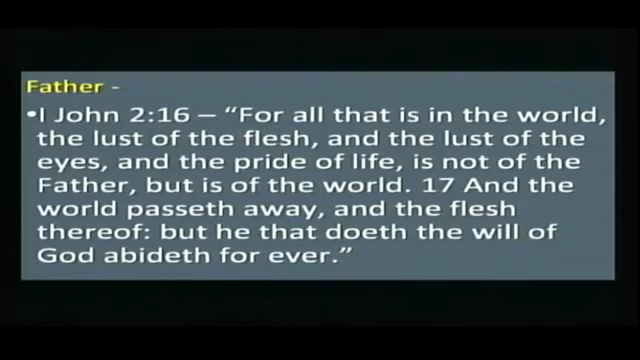 Father -
•I John 2:16 – “For all that is in the world,
the lust of the flesh, and the lust of the
eyes, and the pride of life, is not of the
Father, but is of the world. 17 And the
world passeth away, and the flesh
thereof: but he that doeth the will of
God abideth for ever.”